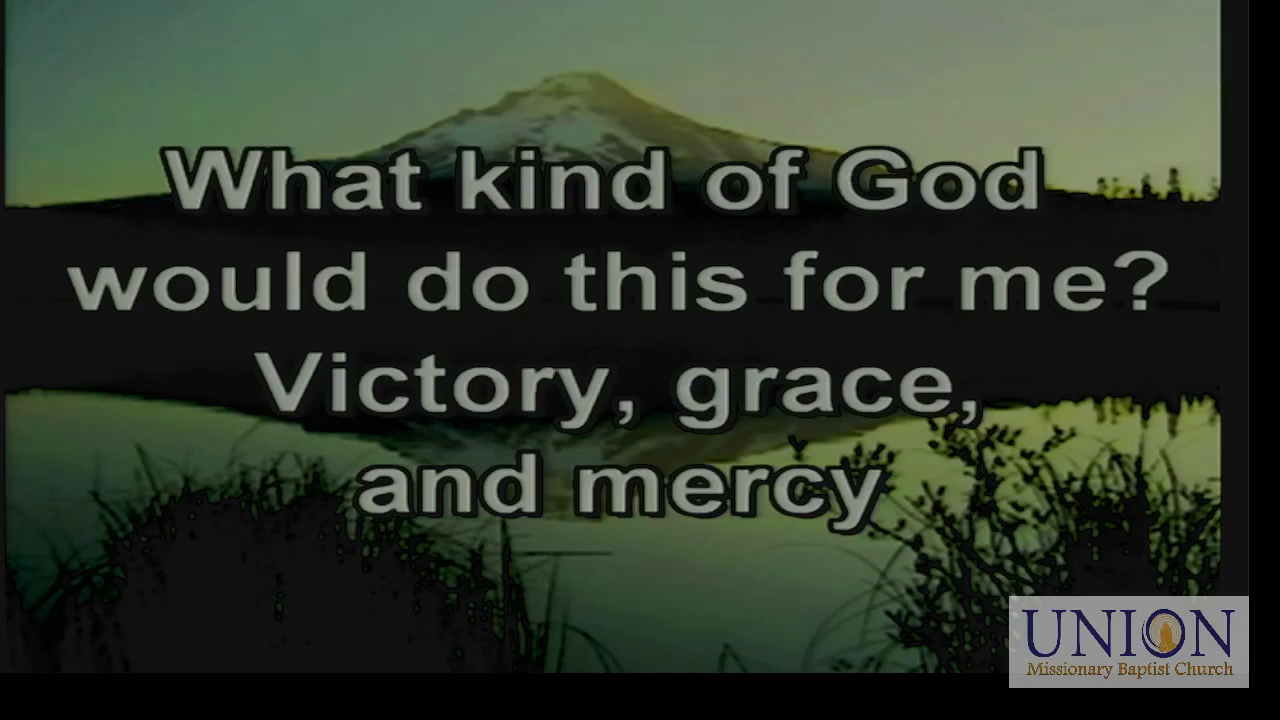 What kind of God
would do this for me?
Victory, grace,
and mercy
UNION
Missionary Baptist Church